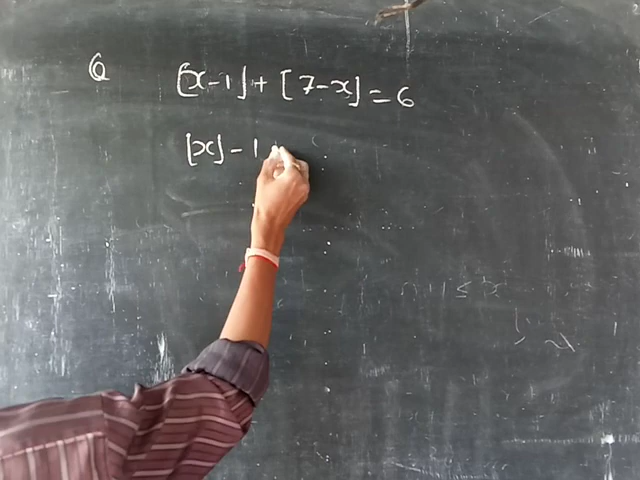 Q [x-1] + [7-x] = 6
[x] - 1